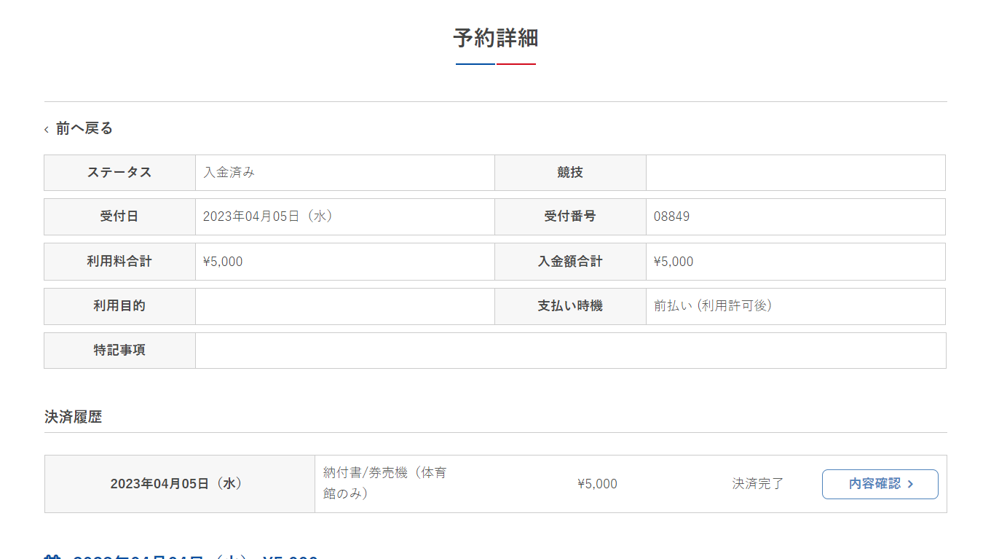 予約詳細
前へ戻る
ステータス 入金済み 競技
受付日 2023年04月05日（水） 受付番号 08849
利用料合計 ¥5,000 入金額合計 ¥5,000
利用目的 支払い時機 前払い (利用許可後)
特記事項
決済履歴
2023年04月05日（水） 納付書/券売機（体育
館のみ） ¥5,000 決済完了 内容確認